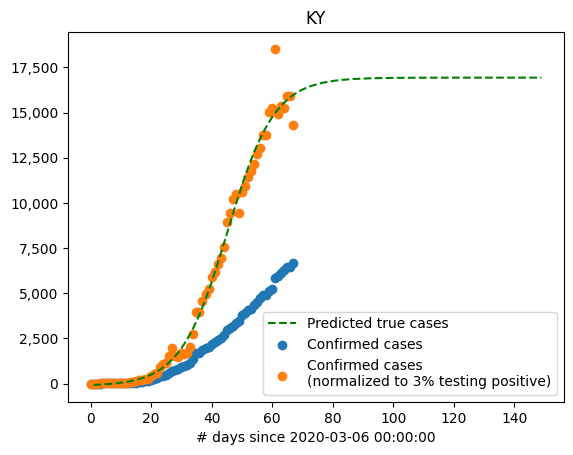 KY
17,500
15,000
12,500
10,000
7,500
5,000
2,500
0
Predicted true cases
Confirmed cases
Confirmed cases
(normalized to 3% testing positive)
0 20 40 60 80 100 120 140
# days since 2020-03-06 00:00:00